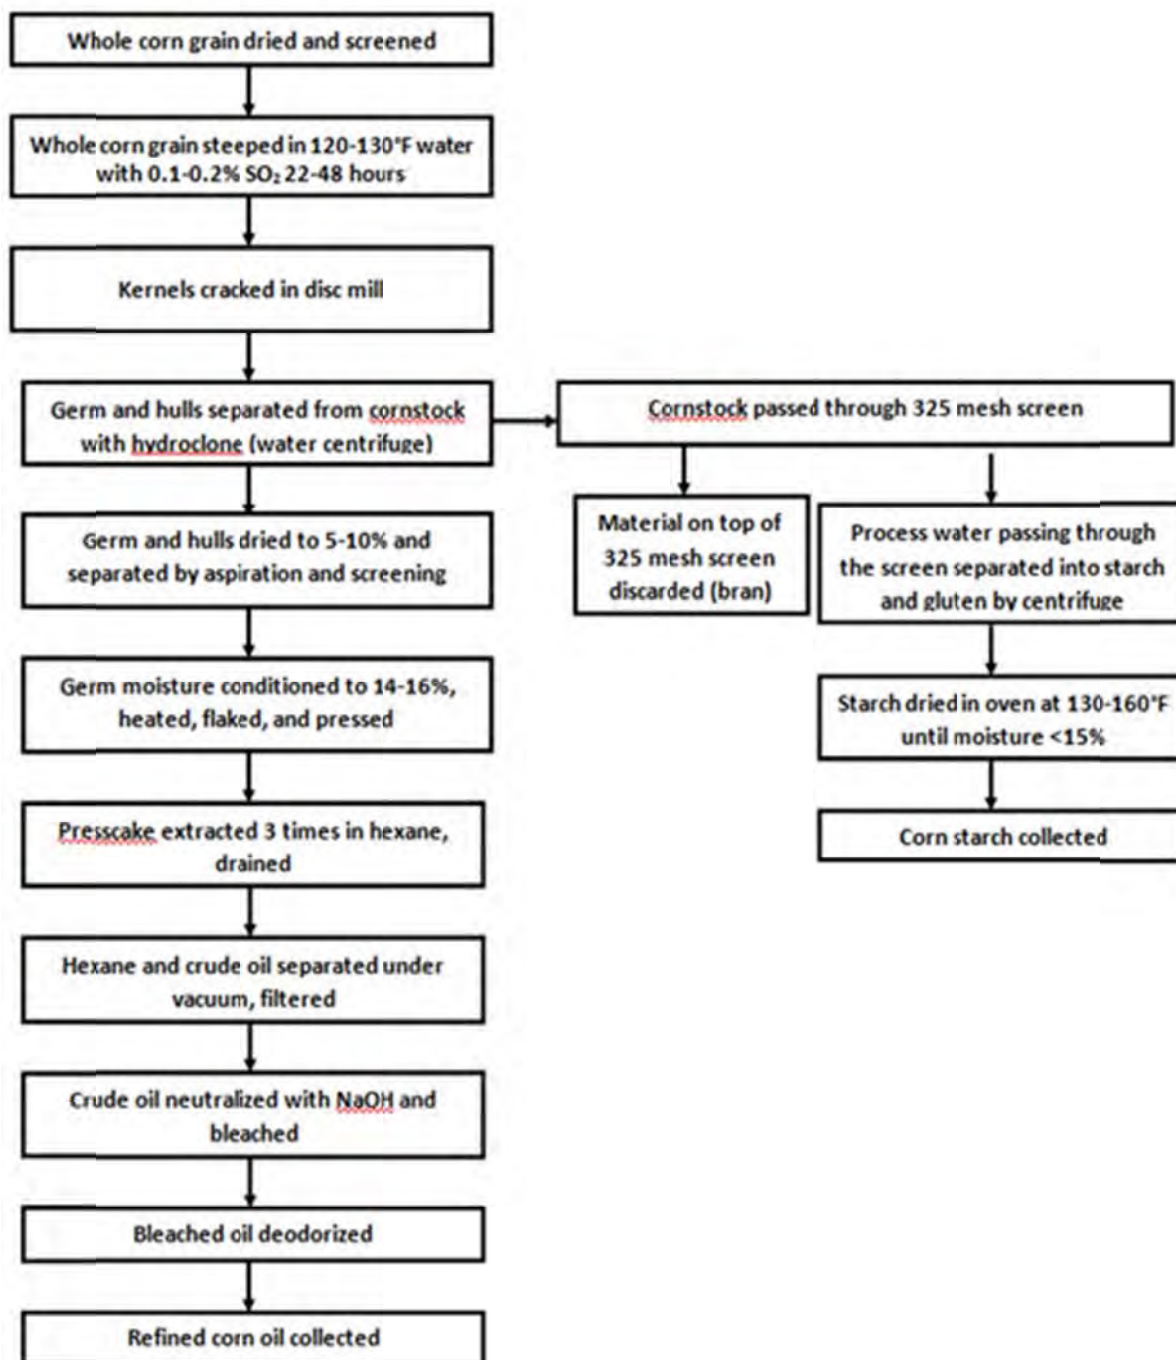 Whole corn grain dried and screened
Whole corn grain steeped in 120-130°F water
with 0.1-0.2% SO₂ 22-48 hours
Kernels cracked in disc mill
Germ and hulls separated from cornstock
with hydroclone (water centrifuge)
Cornstock passed through 325 mesh screen
Material on top of
325 mesh screen
discarded (bran)
Process water passing through
the screen separated into starch
and gluten by centrifuge
Starch dried in oven at 130-160°F
until moisture <15%
Corn starch collected
Germ and hulls dried to 5-10% and
separated by aspiration and screening
Germ moisture conditioned to 14-16%,
heated, flaked, and pressed
Presscake extracted 3 times in hexane,
drained
Hexane and crude oil separated under
vacuum, filtered
Crude oil neutralized with NaOH and
bleached
Bleached oil deodorized
Refined corn oil collected